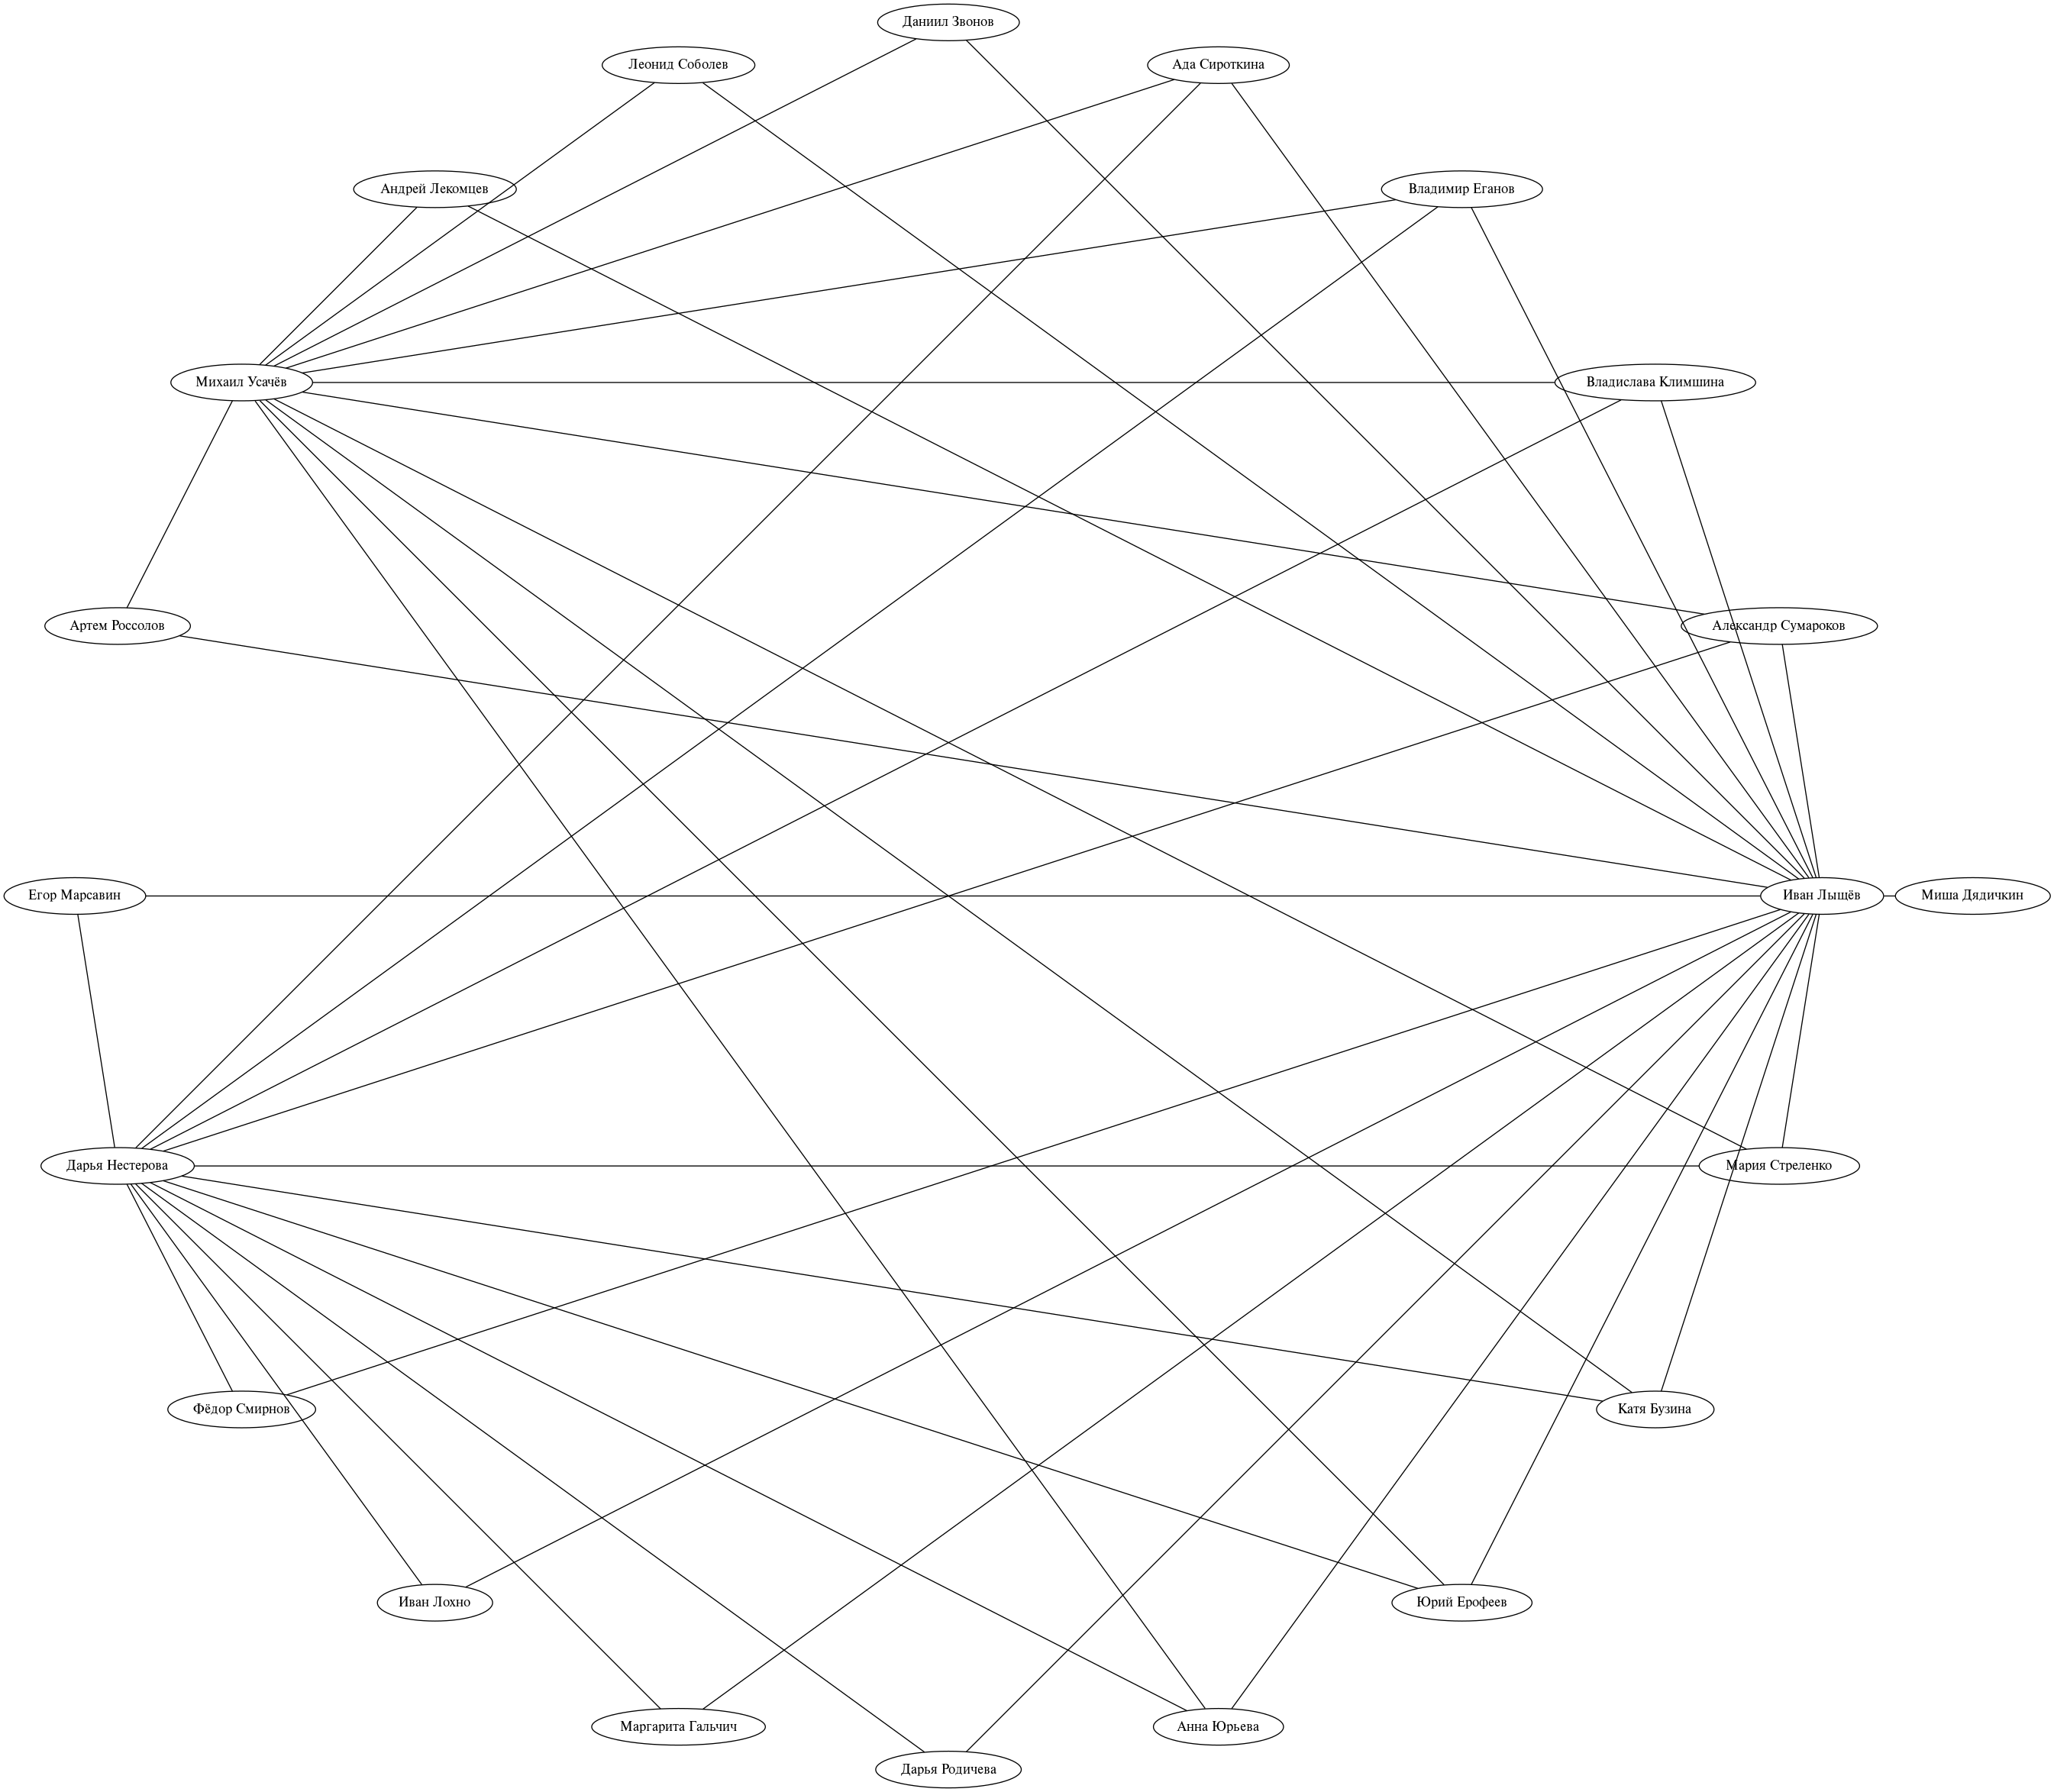 Даниил Звонов
Леонид Соболев
Ада Сироткина
Андрей Лекомцев
Владимир Еганов
Михаил Усачёв
Владислава Климшина
Артем Россолов
Александр Сумароков
Егор Марсавин
Иван Лыщёв
Миша Дядичкин
Дарья Нестерова
Мария Стреленко
Фёдор Смирнов
Катя Бузина
Иван Лохно
Юрий Ерофеев
Маргарита Гальчич
Анна Юрьева
Дарья Родичева